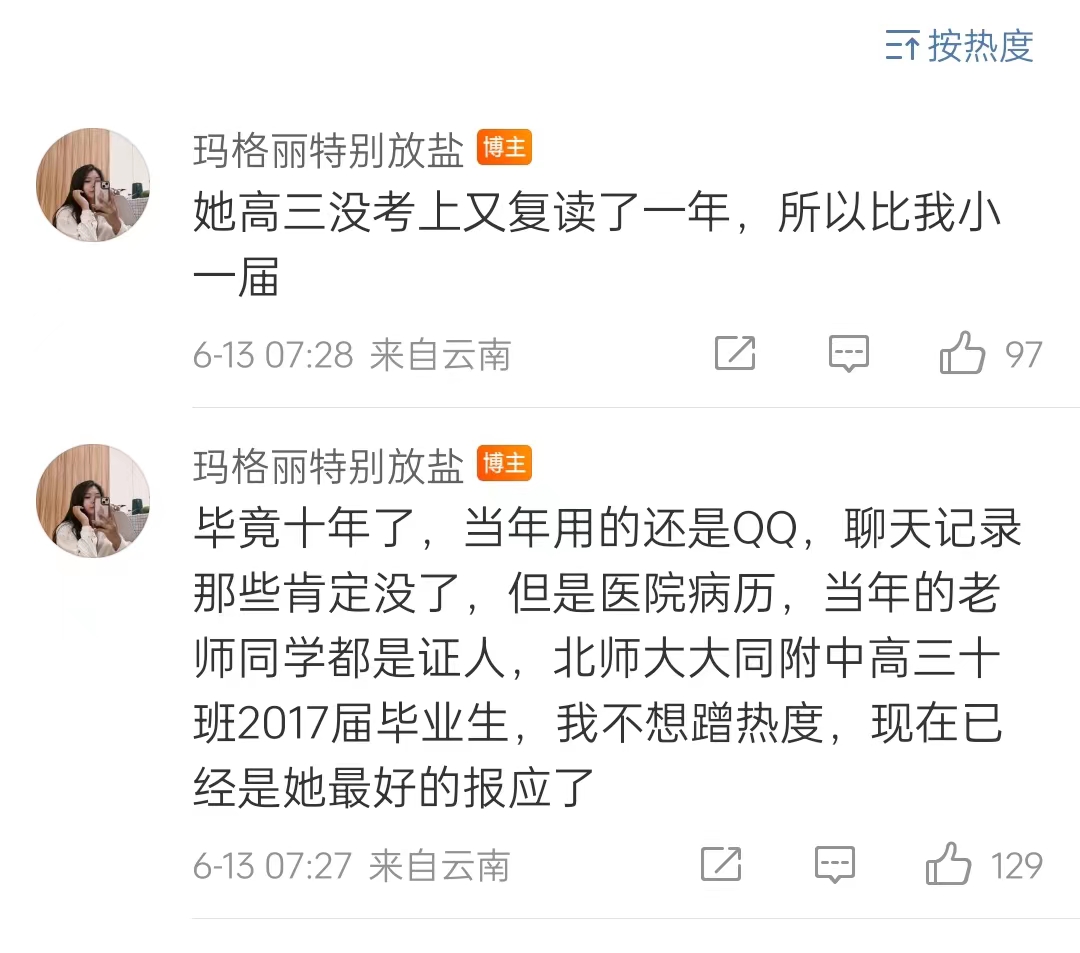 按热度
玛格丽特别放盐 博主
她高三没考上又复读了一年，所以比我小
一届
6-13 07:28 来自云南 97
玛格丽特别放盐 博主
毕竟十年了，当年用的还是QQ，聊天记录
那些肯定没了，但是医院病历，当年的老
师同学都是证人，北师大大同附中高三十
班2017届毕业生，我不想蹭热度，现在已
经是她最好的报应了
6-13 07:27 来自云南 129